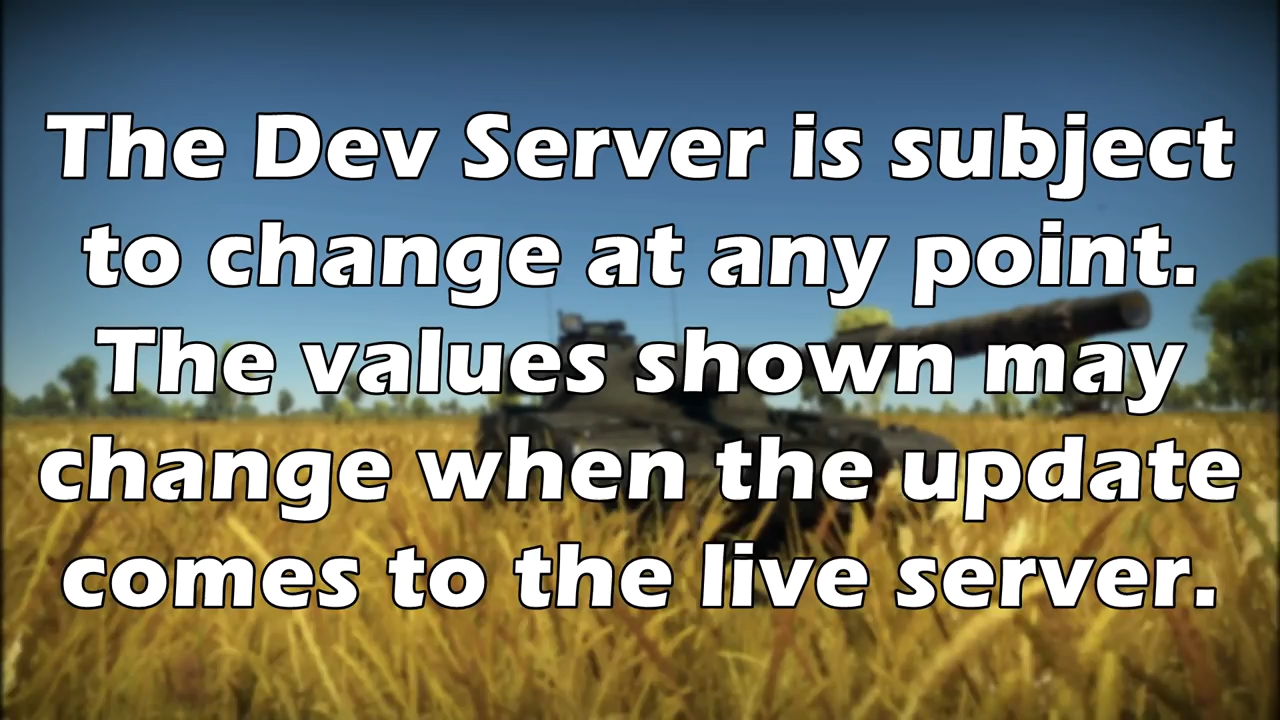 The Dev Server is subject
to change at any point.
The values shown may
change when the update
comes to the live server.